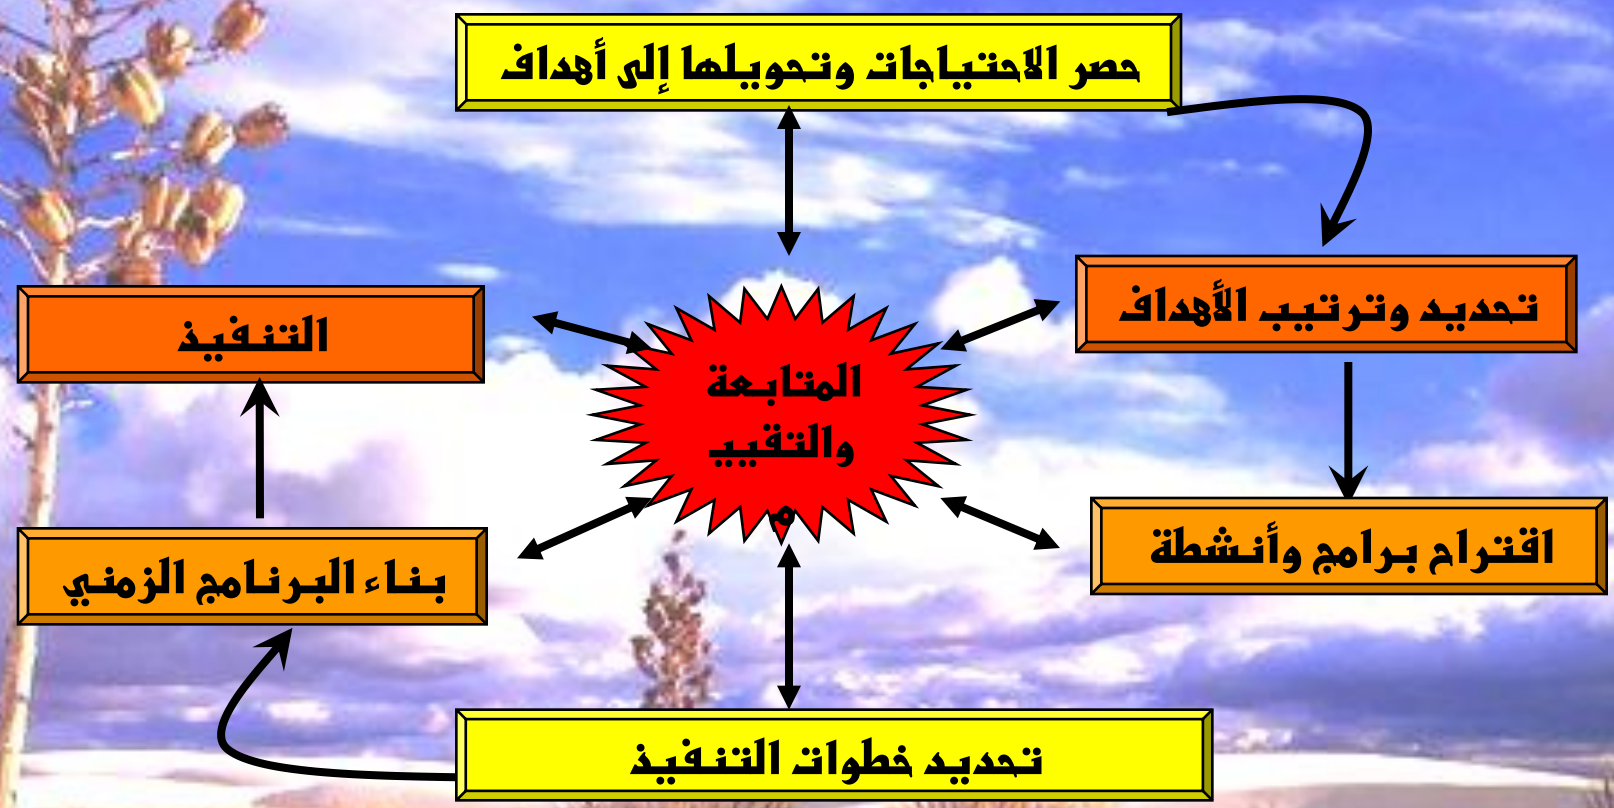 حصر الاحتياجات وتحويلها إلى أهداف
تحديد وترتيب الأهداف
التنفيذ
المتابعة
والتقيي
م
اقتراح برامج وأنشطة
بناء البرنامج الزمني
تحديد خطوات التنفيذ